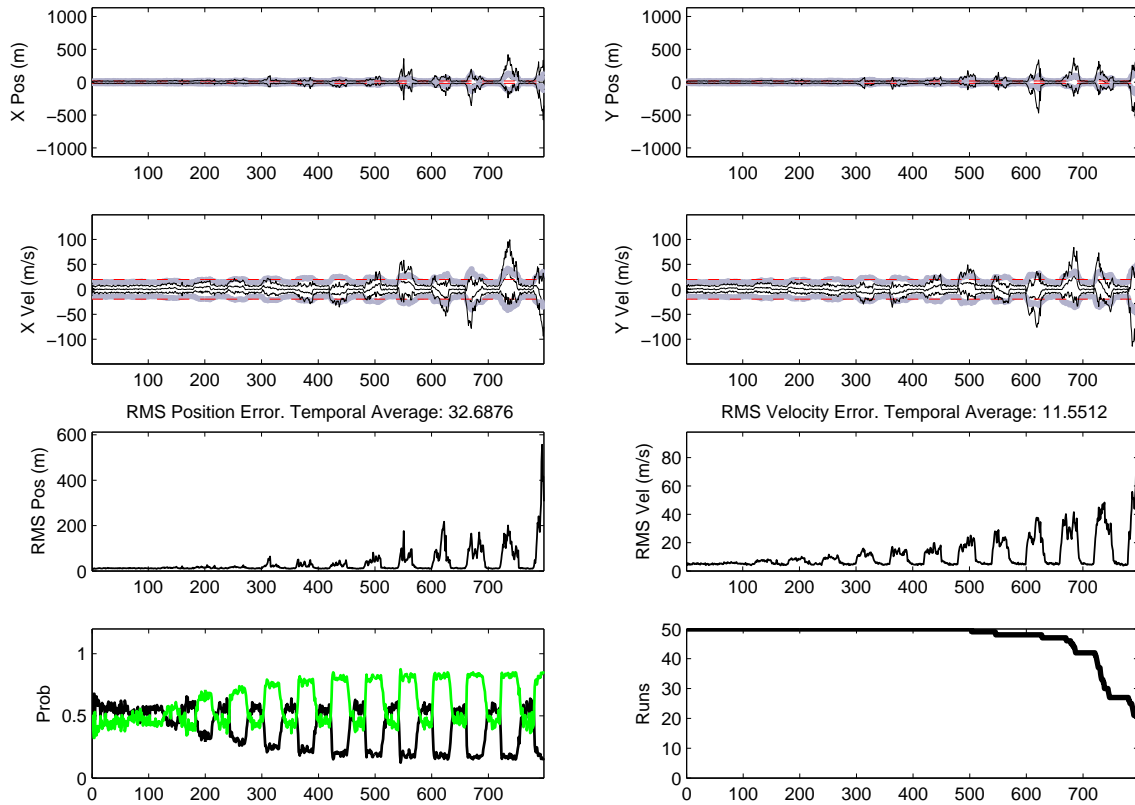 1000
500
0
−500
−1000
X Pos (m)
100 200 300 400 500 600 700
1000
500
0
−500
−1000
Y Pos (m)
100 200 300 400 500 600 700
100
50
0
−50
−100
X Vel (m/s)
100 200 300 400 500 600 700
100
50
0
−50
−100
Y Vel (m/s)
100 200 300 400 500 600 700
RMS Position Error. Temporal Average: 32.6876
600
400
200
0
RMS Pos (m)
100 200 300 400 500 600 700
RMS Velocity Error. Temporal Average: 11.5512
80
60
40
20
0
RMS Vel (m/s)
100 200 300 400 500 600 700
1
0.5
0
Prob
0 100 200 300 400 500 600 700
50
40
30
20
10
0
Runs
100 200 300 400 500 600 700